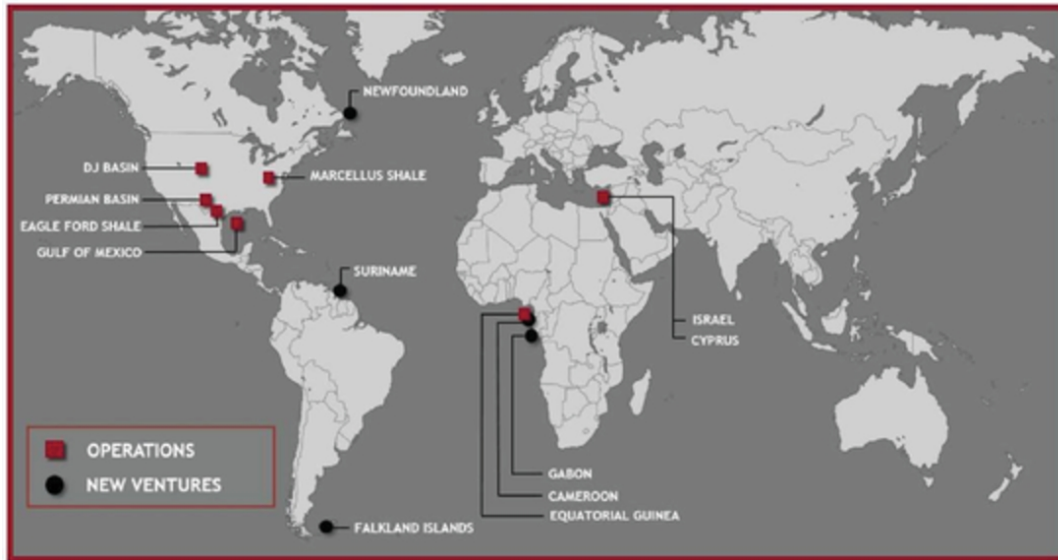 NEWFOUNDLAND
DJ BASIN
MARCELLUS SHALE
PERMIAN BASIN
EAGLE FORD SHALE
GULF OF MEXICO
SURINAME
ISRAEL
CYPRUS
OPERATIONS
NEW VENTURES
GABON
CAMEROON
EQUATORIAL GUINEA
FALKLAND ISLANDS